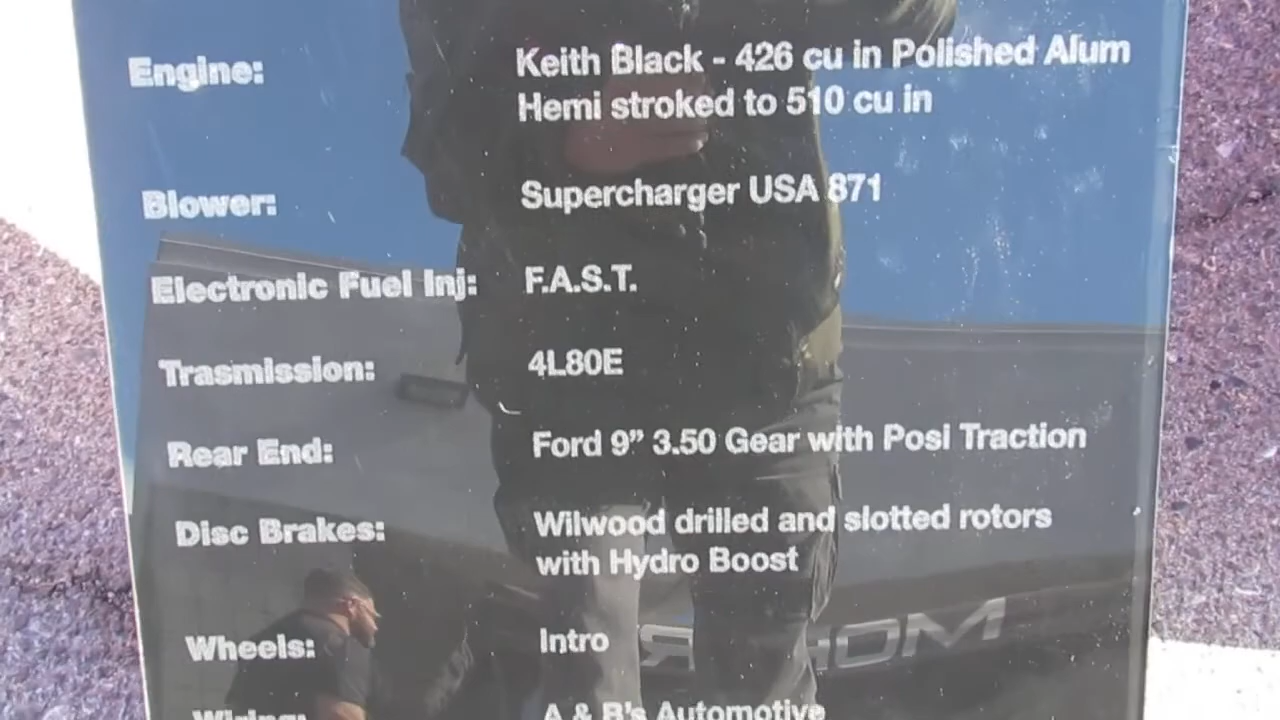 Engine: Keith Black - 426 cu in Polished Alum
Hemi stroked to 510 cu in
Blower: Supercharger USA 871
Electronic Fuel Inj: F.A.S.T.
Trasmission: 4L80E
Rear End: Ford 9” 3.50 Gear with Posi Traction
Disc Brakes: Wilwood drilled and slotted rotors
with Hydro Boost
Wheels: Intro
Wiring: A & B's Automotive